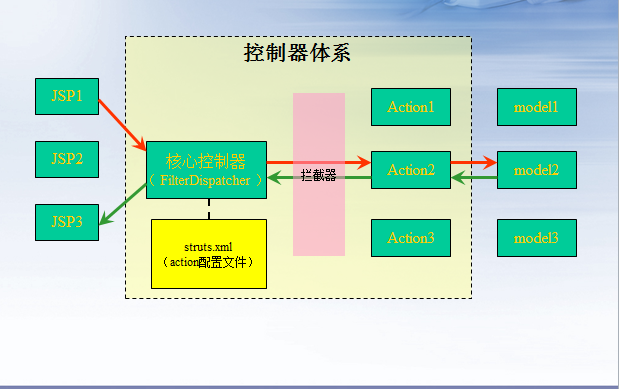 控制器体系
JSP1
JSP2
JSP3
核心控制器
（ FilterDispatcher ）
struts.xml
（action配置文件）
拦截器
Action1
Action2
Action3
model1
model2
model3